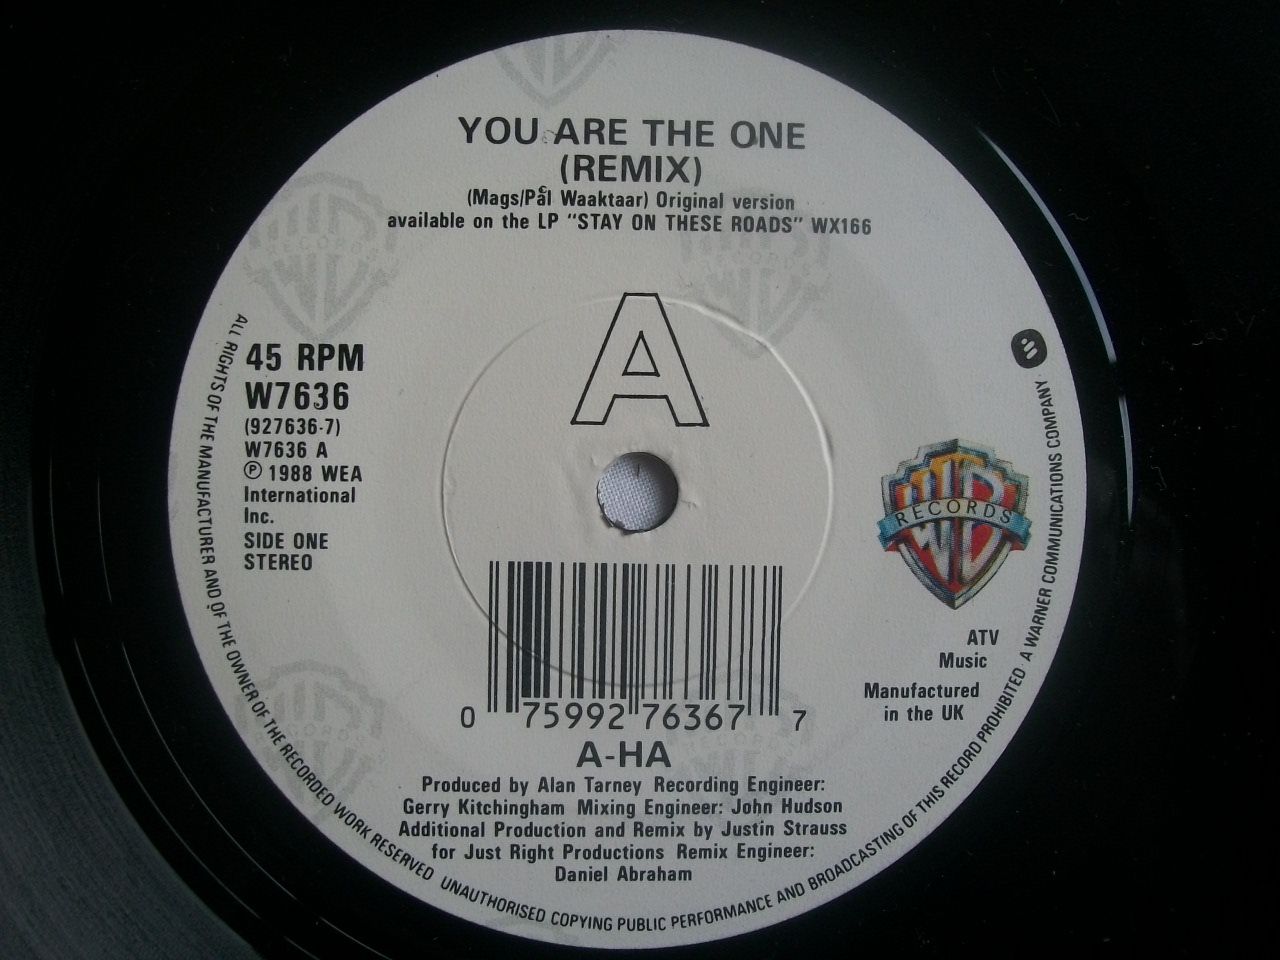 YOU ARE THE ONE
(REMIX)
(Mags/Pål Waaktaar) Original version
available on the LP "STAY ON THESE ROADS" WX166
A
45 RPM
W7636
(927636-7)
W7636 A
Ⓟ 1988 WEA
International
Inc.
SIDE ONE
STEREO
WB RECORDS
ATV
Music
Manufactured
in the UK
0 75992 76367 7
A-HA
Produced by Alan Tarney Recording Engineer:
Gerry Kitchingham Mixing Engineer: John Hudson
Additional Production and Remix by Justin Strauss
for Just Right Productions Remix Engineer:
Daniel Abraham
ALL RIGHTS OF THE MANUFACTURER AND OF THE OWNER OF THE RECORDED WORK RESERVED UNAUTHORISED COPYING PUBLIC PERFORMANCE AND BROADCASTING OF THIS RECORD PROHIBITED A WARNER COMMUNICATIONS COMPANY